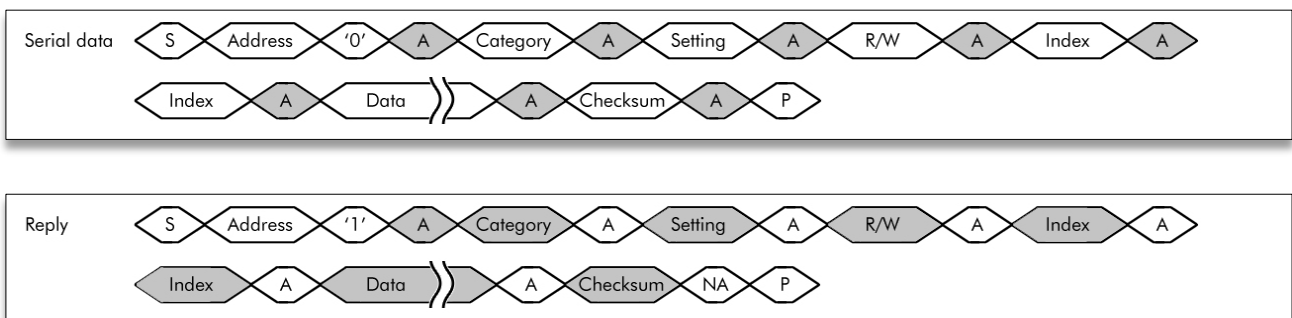 Serial data S Address ‘0’ A Category A Setting A R/W A Index A
Index A Data A Checksum A P
Reply S Address ‘1’ A Category A Setting A R/W A Index A
Index A Data A Checksum NA P